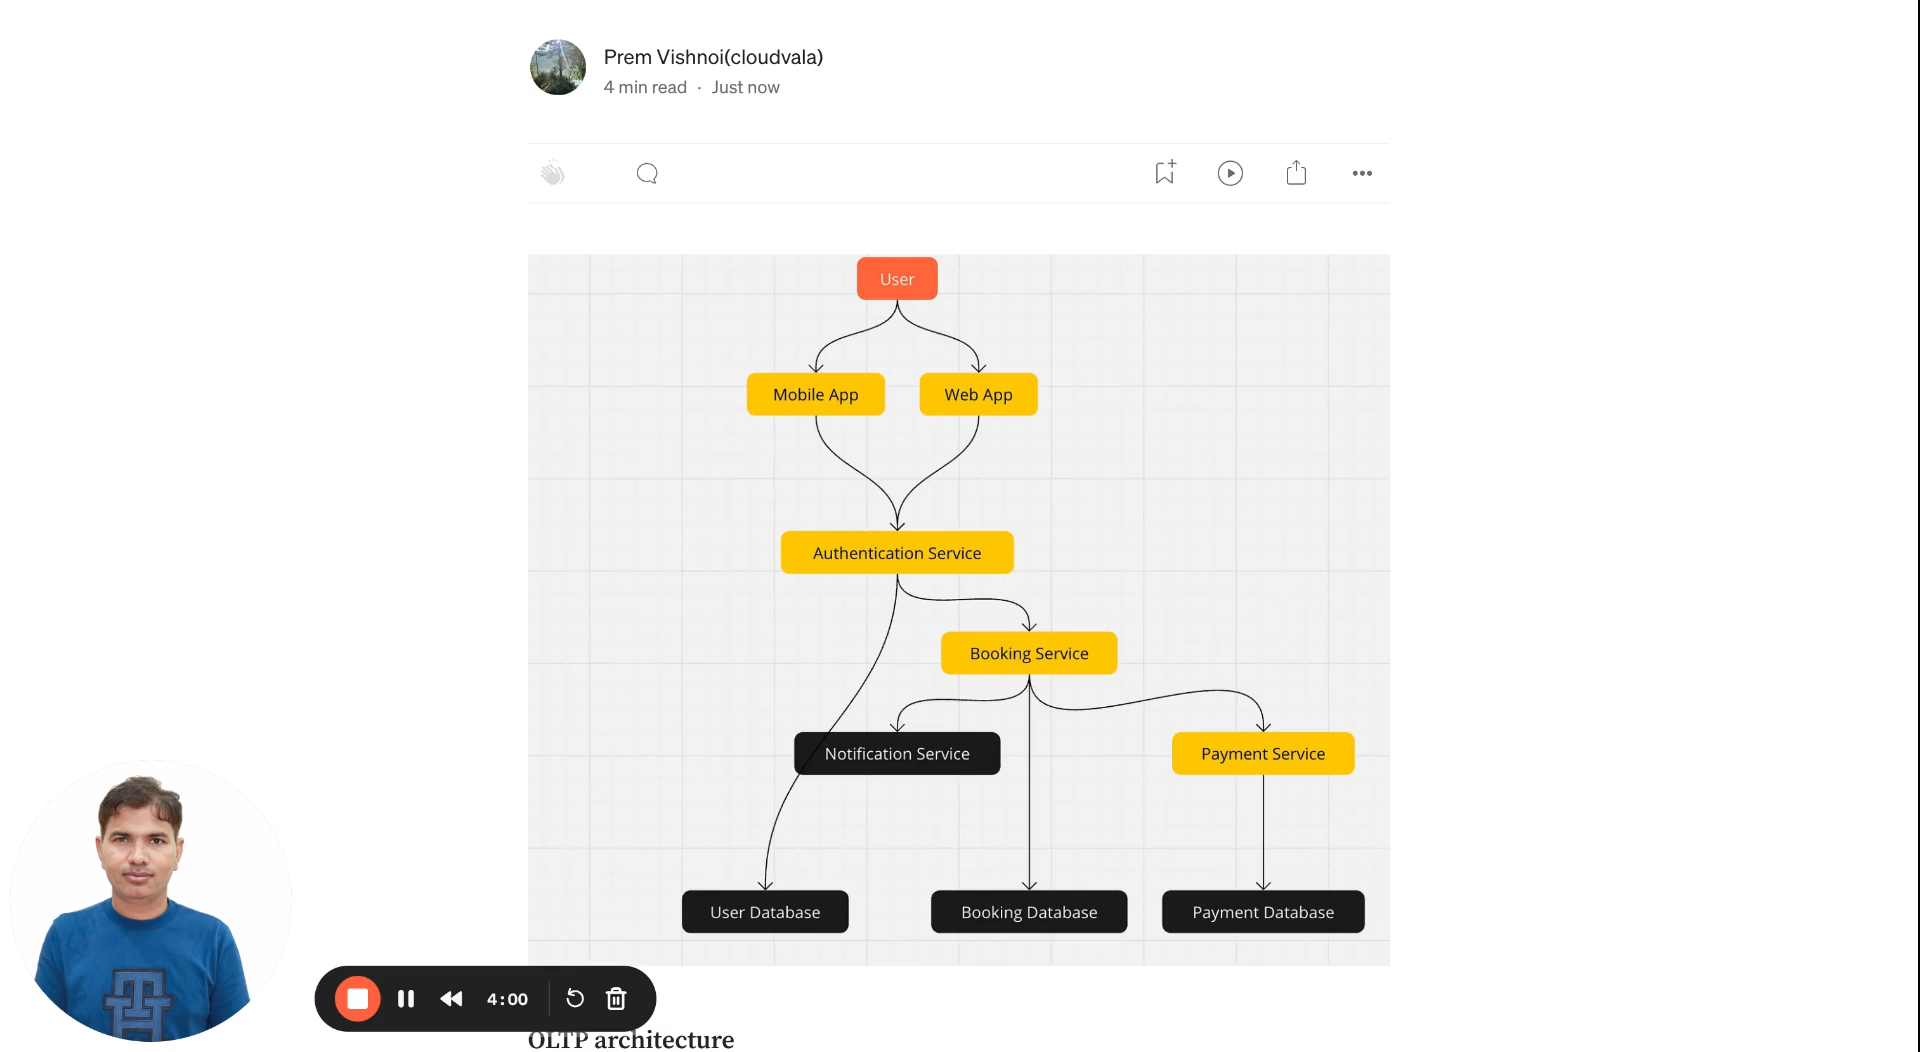 Prem Vishnoi(cloudvala)
4 min read · Just now
User
Mobile App
Web App
Authentication Service
Booking Service
Notification Service
Payment Service
User Database
Booking Database
Payment Database
4:00
OLTP architecture